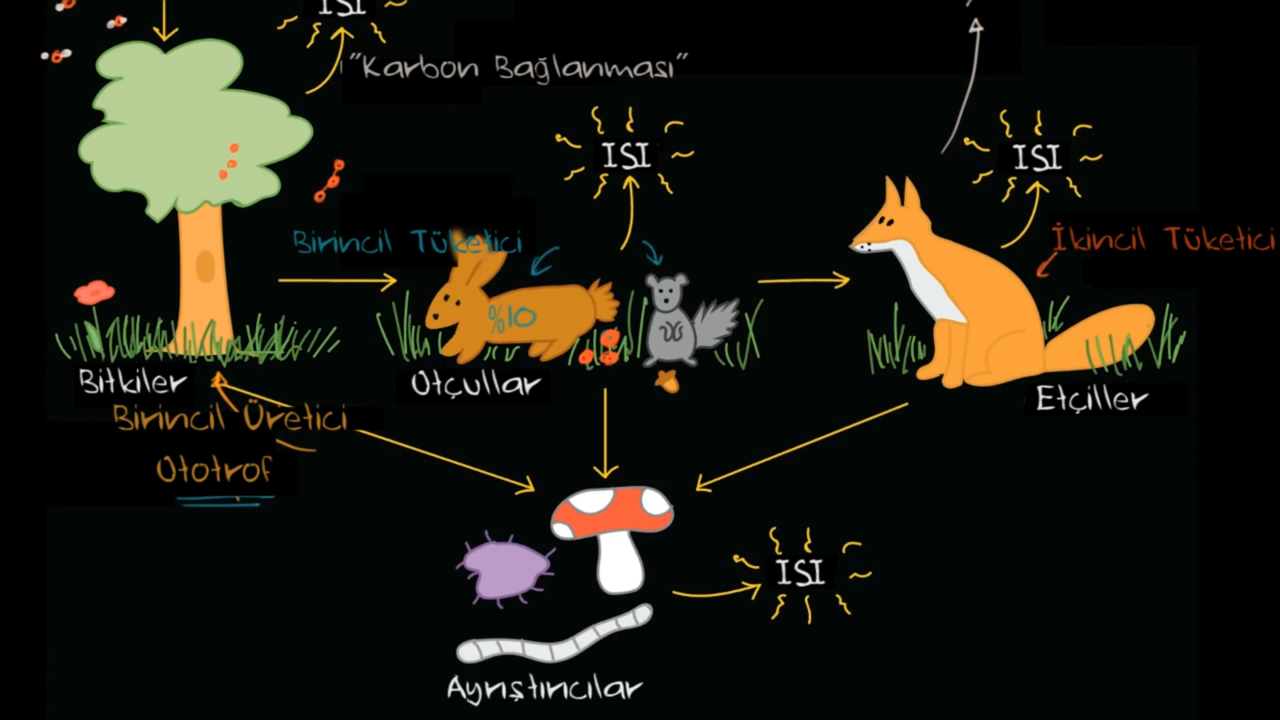 ISI
"Karbon Bağlanması"
ISI
ISI
Birincil Tüketici
İkincil Tüketici
%10
Bitkiler
Otçullar
Etçiller
Birincil Üretici
Ototrof
ISI
Ayrıştırıcılar